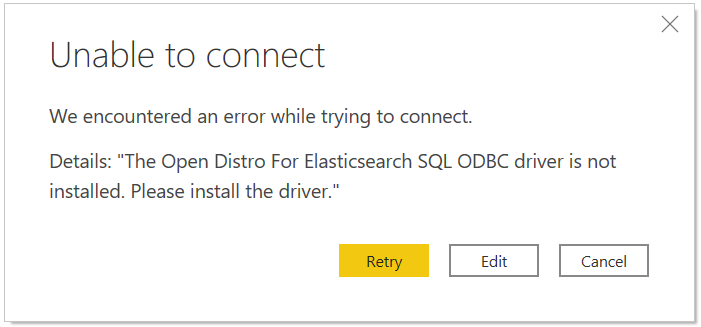 Unable to connect
We encountered an error while trying to connect.
Details: "The Open Distro For Elasticsearch SQL ODBC driver is not
installed. Please install the driver."
Retry Edit Cancel